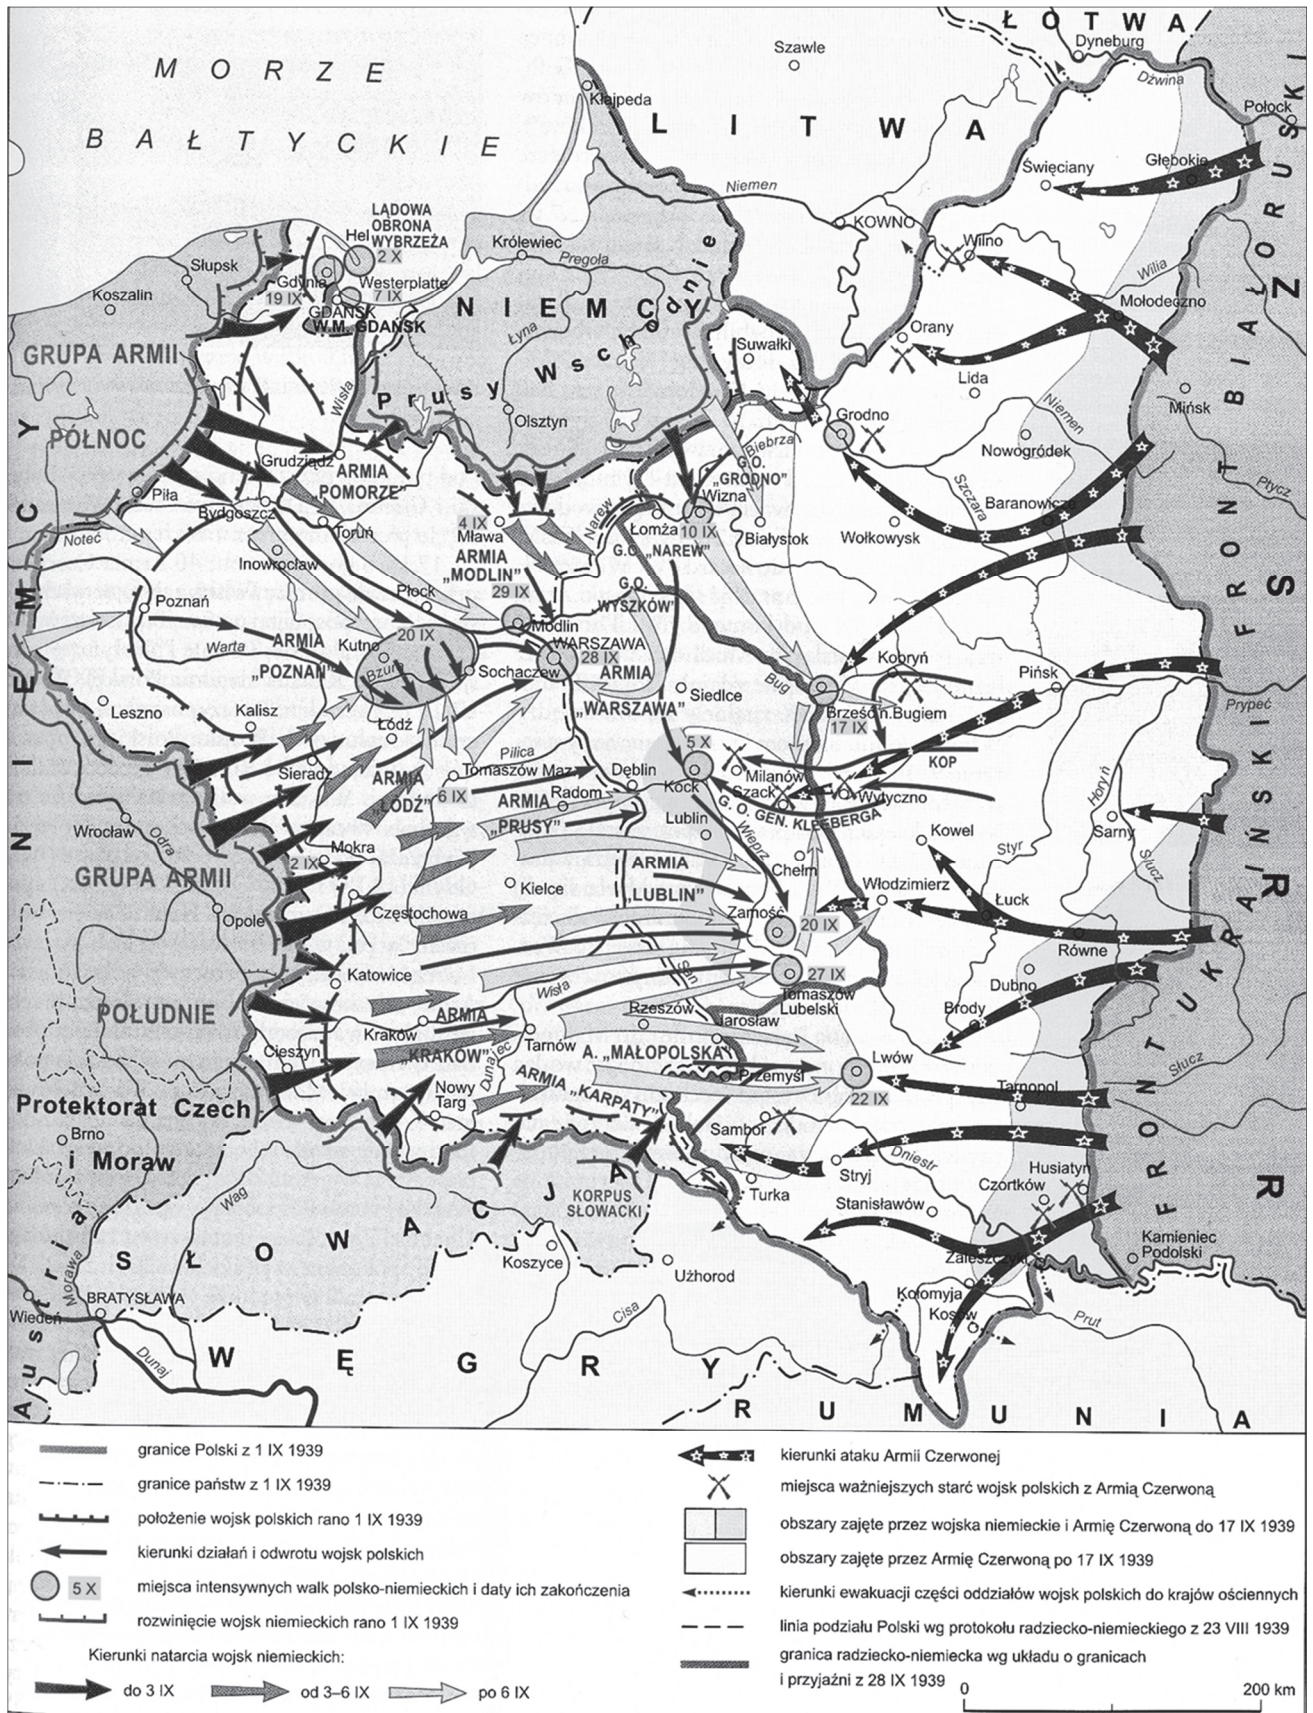 ŁOTWA
Dyneburg
Dźwina
Szawle
MORZE
BAŁTYCKIE
Kłajpeda
LITWA
Połock
Święciany
Głębokie
Niemen
KOWNO
Wilno
Wilia
Mołodeczno
LĄDOWA
OBRONA
WYBRZEŻA
Hel
2 X
Królewiec
Pregoła
Słupsk
Koszalin
Gdynia
19 IX
Westerplatte
7 IX
GDAŃSK
W.M. GDAŃSK
NIEMCY
Prusy Wschodnie
Łyna
Olsztyn
Suwałki
Orany
Lida
Mińsk
GRUPA ARMII
PÓŁNOC
Wisła
Grodno
Niemen
Nowogródek
Szczara
Baranowicze
Wołkowysk
Ptycz
FRONT BIAŁORUSKI
Piła
Grudziądz
ARMIA
„POMORZE”
Bydgoszcz
Toruń
Noteć
Inowrocław
Biebrza
G.O.
„GRODNO”
Wizna
10 IX
Łomża
Białystok
G.O. „NAREW”
Narew
4 IX
Mława
ARMIA
„MODLIN”
29 IX
Modlin
G.O.
WYSZKÓW”
Płock
Poznań
Warta
ARMIA
„POZNAŃ”
Kutno
20 IX
Bzura
Sochaczew
WARSZAWA
28 IX
ARMIA
„WARSZAWA”
Siedlce
Bug
Kobryń
Pińsk
Prypeć
Brześć n.Bugiem
17 IX
KOP
NIEMCY
Leszno
Kalisz
Łódź
Sieradz
ARMIA
„ŁÓDŹ”
Pilica
Tomaszów Maz.
6 IX
Radom
ARMIA
„PRUSY”
Dęblin
5 X
Kock
Milanów
Szack
Wytyczno
G. O. GEN. KLEEBERGA
Lublin
Wieprz
Chełm
Kowel
Styr
Horyń
Sarny
Słucz
Wrocław
Odra
GRUPA ARMII
POŁUDNIE
Opole
2 IX
Mokra
Częstochowa
Kielce
ARMIA
„LUBLIN”
Zamość
20 IX
Włodzimierz
Łuck
Równe
27 IX
Tomaszów
Lubelski
Dubno
Brody
Katowice
Wisła
San
Kraków
ARMIA
„KRAKÓW”
Cieszyn
Tarnów
Dunajec
Nowy
Targ
Rzeszów
Jarosław
A. „MAŁOPOLSKA”
Przemyśl
ARMIA „KARPATY”
Lwów
22 IX
Tarnopol
Słucz
FRONT UKRAIŃSKI
ZSRR
Protektorat Czech
i Moraw
Brno
Sambor
Stryj
Dniestr
Turka
Stanisławów
Husiatyn
Czortków
Zaleszczyki
Kamieniec
Podolski
Kołomyja
Kosów
Prut
KORPUS
SŁOWACKI
SŁOWACJA
Wag
Koszyce
Użhorod
Cisa
Morawa
Austria
Wiedeń
BRATYSŁAWA
Dunaj
WĘGRY
RUMUNIA
granice Polski z 1 IX 1939
granice państw z 1 IX 1939
położenie wojsk polskich rano 1 IX 1939
kierunki działań i odwrotu wojsk polskich
5 X
miejsca intensywnych walk polsko-niemieckich i daty ich zakończenia
rozwinięcie wojsk niemieckich rano 1 IX 1939
Kierunki natarcia wojsk niemieckich:
do 3 IX
od 3–6 IX
po 6 IX
kierunki ataku Armii Czerwonej
miejsca ważniejszych starć wojsk polskich z Armią Czerwoną
obszary zajęte przez wojska niemieckie i Armię Czerwoną do 17 IX 1939
obszary zajęte przez Armię Czerwoną po 17 IX 1939
kierunki ewakuacji części oddziałów wojsk polskich do krajów ościennych
linia podziału Polski wg protokołu radziecko-niemieckiego z 23 VIII 1939
granica radziecko-niemiecka wg układu o granicach
i przyjaźni z 28 IX 1939
0
200 km